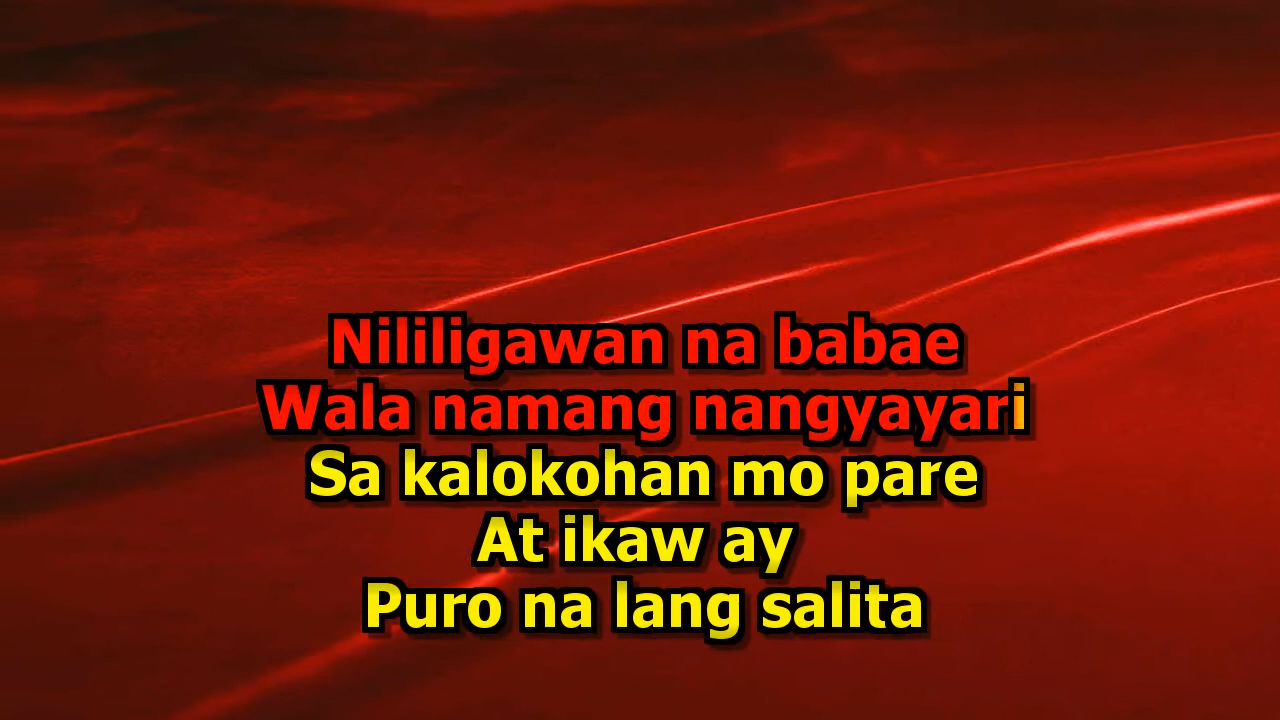 Nililigawan na babae
Wala namang nangyayari
Sa kalokohan mo pare
At ikaw ay
Puro na lang salita